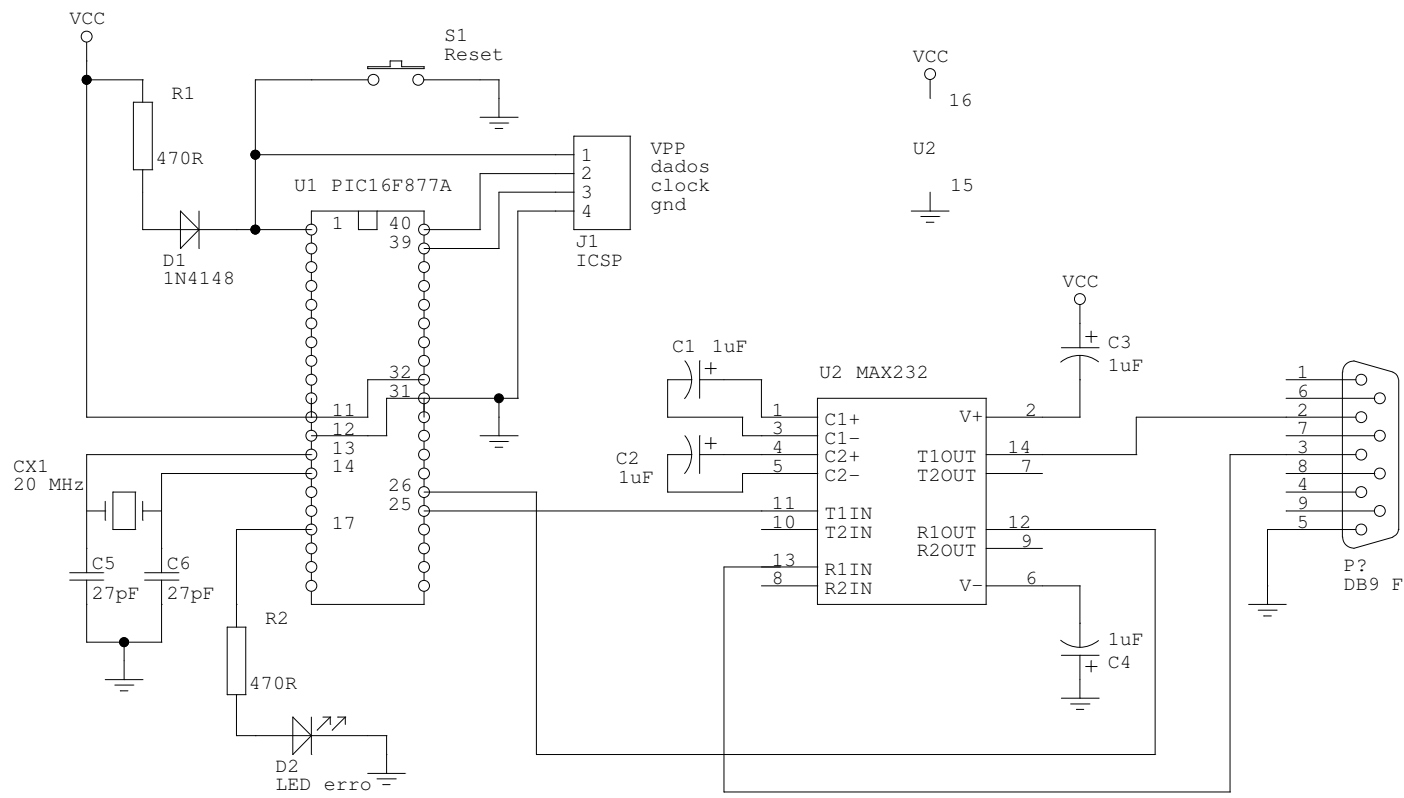 VCC
S1
Reset
VCC
16
R1
470R
U2
15
VPP
dados
clock
gnd
1
2
3
4
J1
ICSP
U1 PIC16F877A
1
40
39
D1
1N4148
VCC
+
C3
1uF
C1 1uF
+
U2 MAX232
32
31
11
12
13
14
26
25
17
CX1
20 MHz
C5
27pF
C6
27pF
R2
470R
D2
LED erro
C2
1uF
+
1
3
4
5
11
10
13
8
C1+
C1-
C2+
C2-
T1IN
T2IN
R1IN
R2IN
V+
T1OUT
T2OUT
R1OUT
R2OUT
V-
2
14
7
12
9
6
1uF
+
C4
1
6
2
7
3
8
4
9
5
P?
DB9 F